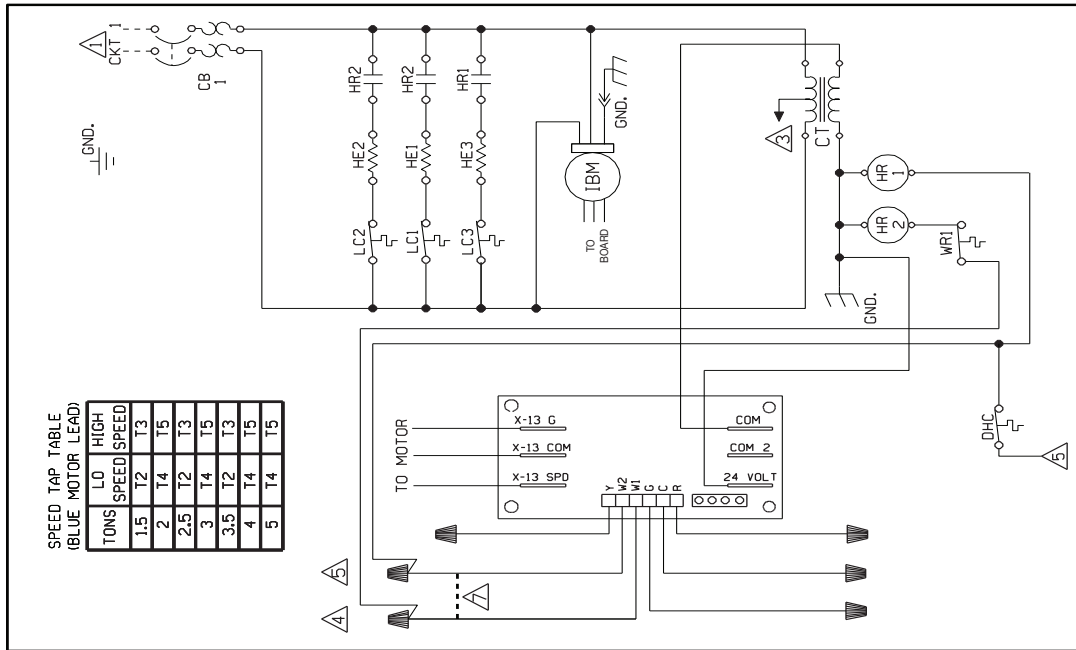 CKT 1
1
CB
1
GND.
HR2
HR2
HR1
HE2
HE1
HE3
LC2
LC1
LC3
IBM
GND.
TO
BOARD
3
CT
HR
1
HR
2
WR1
GND.
DHC
5
SPEED TAP TABLE
(BLUE MOTOR LEAD)
TONS LO SPEED HIGH SPEED
1.5 T2 T3
2 T4 T5
2.5 T2 T3
3 T4 T5
3.5 T2 T3
4 T4 T5
5 T4 T5
TO MOTOR
X-13 G
X-13 COM
X-13 SPD
COM
COM 2
24 VOLT
Y
W2
W1
G
C
R
5
4
7